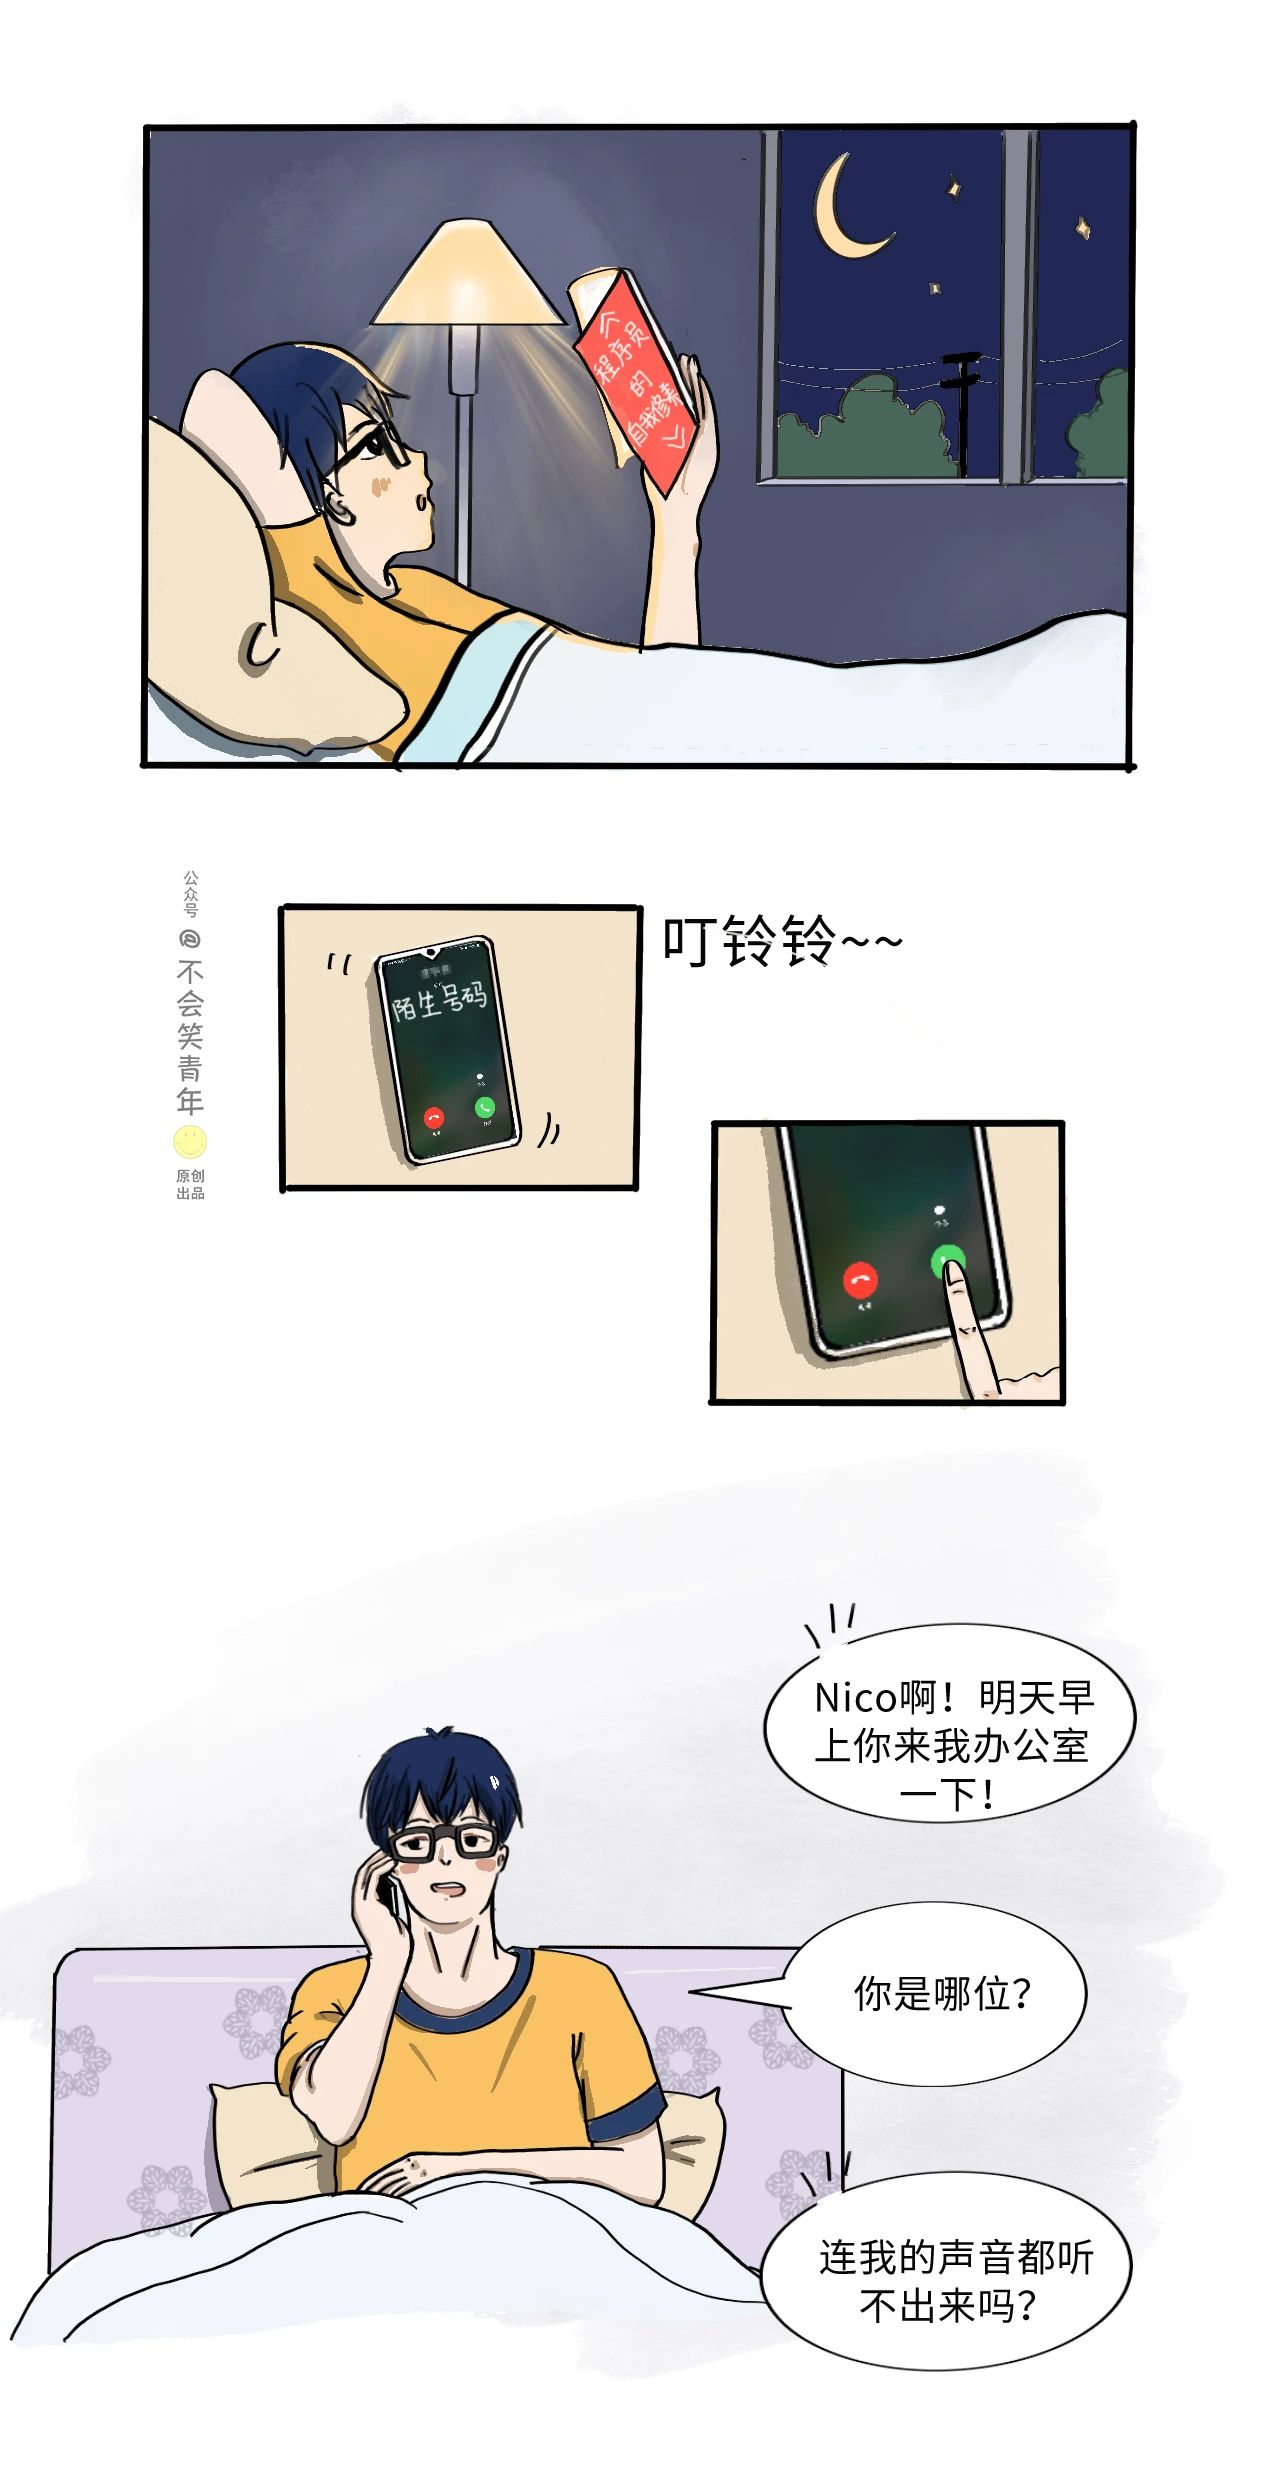 《
程序员
的
自我修养
》
叮铃铃~~
陌生号码
公众号
@不会笑青年
原创
出品
Nico啊！明天早
上你来我办公室
一下！
你是哪位？
连我的声音都听
不出来吗？